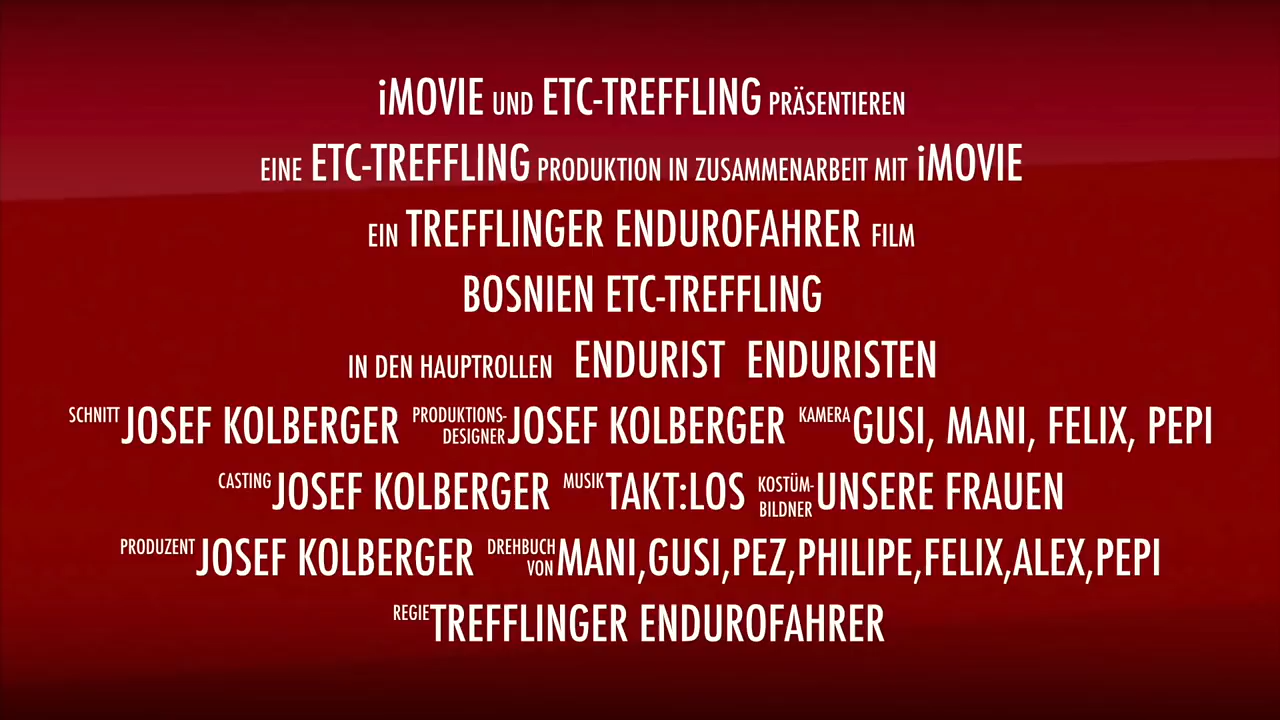 iMOVIE UND ETC-TREFFLING PRÄSENTIEREN
EINE ETC-TREFFLING PRODUKTION IN ZUSAMMENARBEIT MIT iMOVIE
EIN TREFFLINGER ENDUROFAHRER FILM
BOSNIEN ETC-TREFFLING
IN DEN HAUPTROLLEN ENDURIST ENDURISTEN
SCHNITT JOSEF KOLBERGER PRODUKTIONS-DESIGNER JOSEF KOLBERGER KAMERA GUSI, MANI, FELIX, PEPI
CASTING JOSEF KOLBERGER MUSIK TAKT:LOS KOSTÜM-BILDNER UNSERE FRAUEN
PRODUZENT JOSEF KOLBERGER DREHBUCH VON MANI,GUSI,PEZ,PHILIPE,FELIX,ALEX,PEPI
REGIE TREFFLINGER ENDUROFAHRER